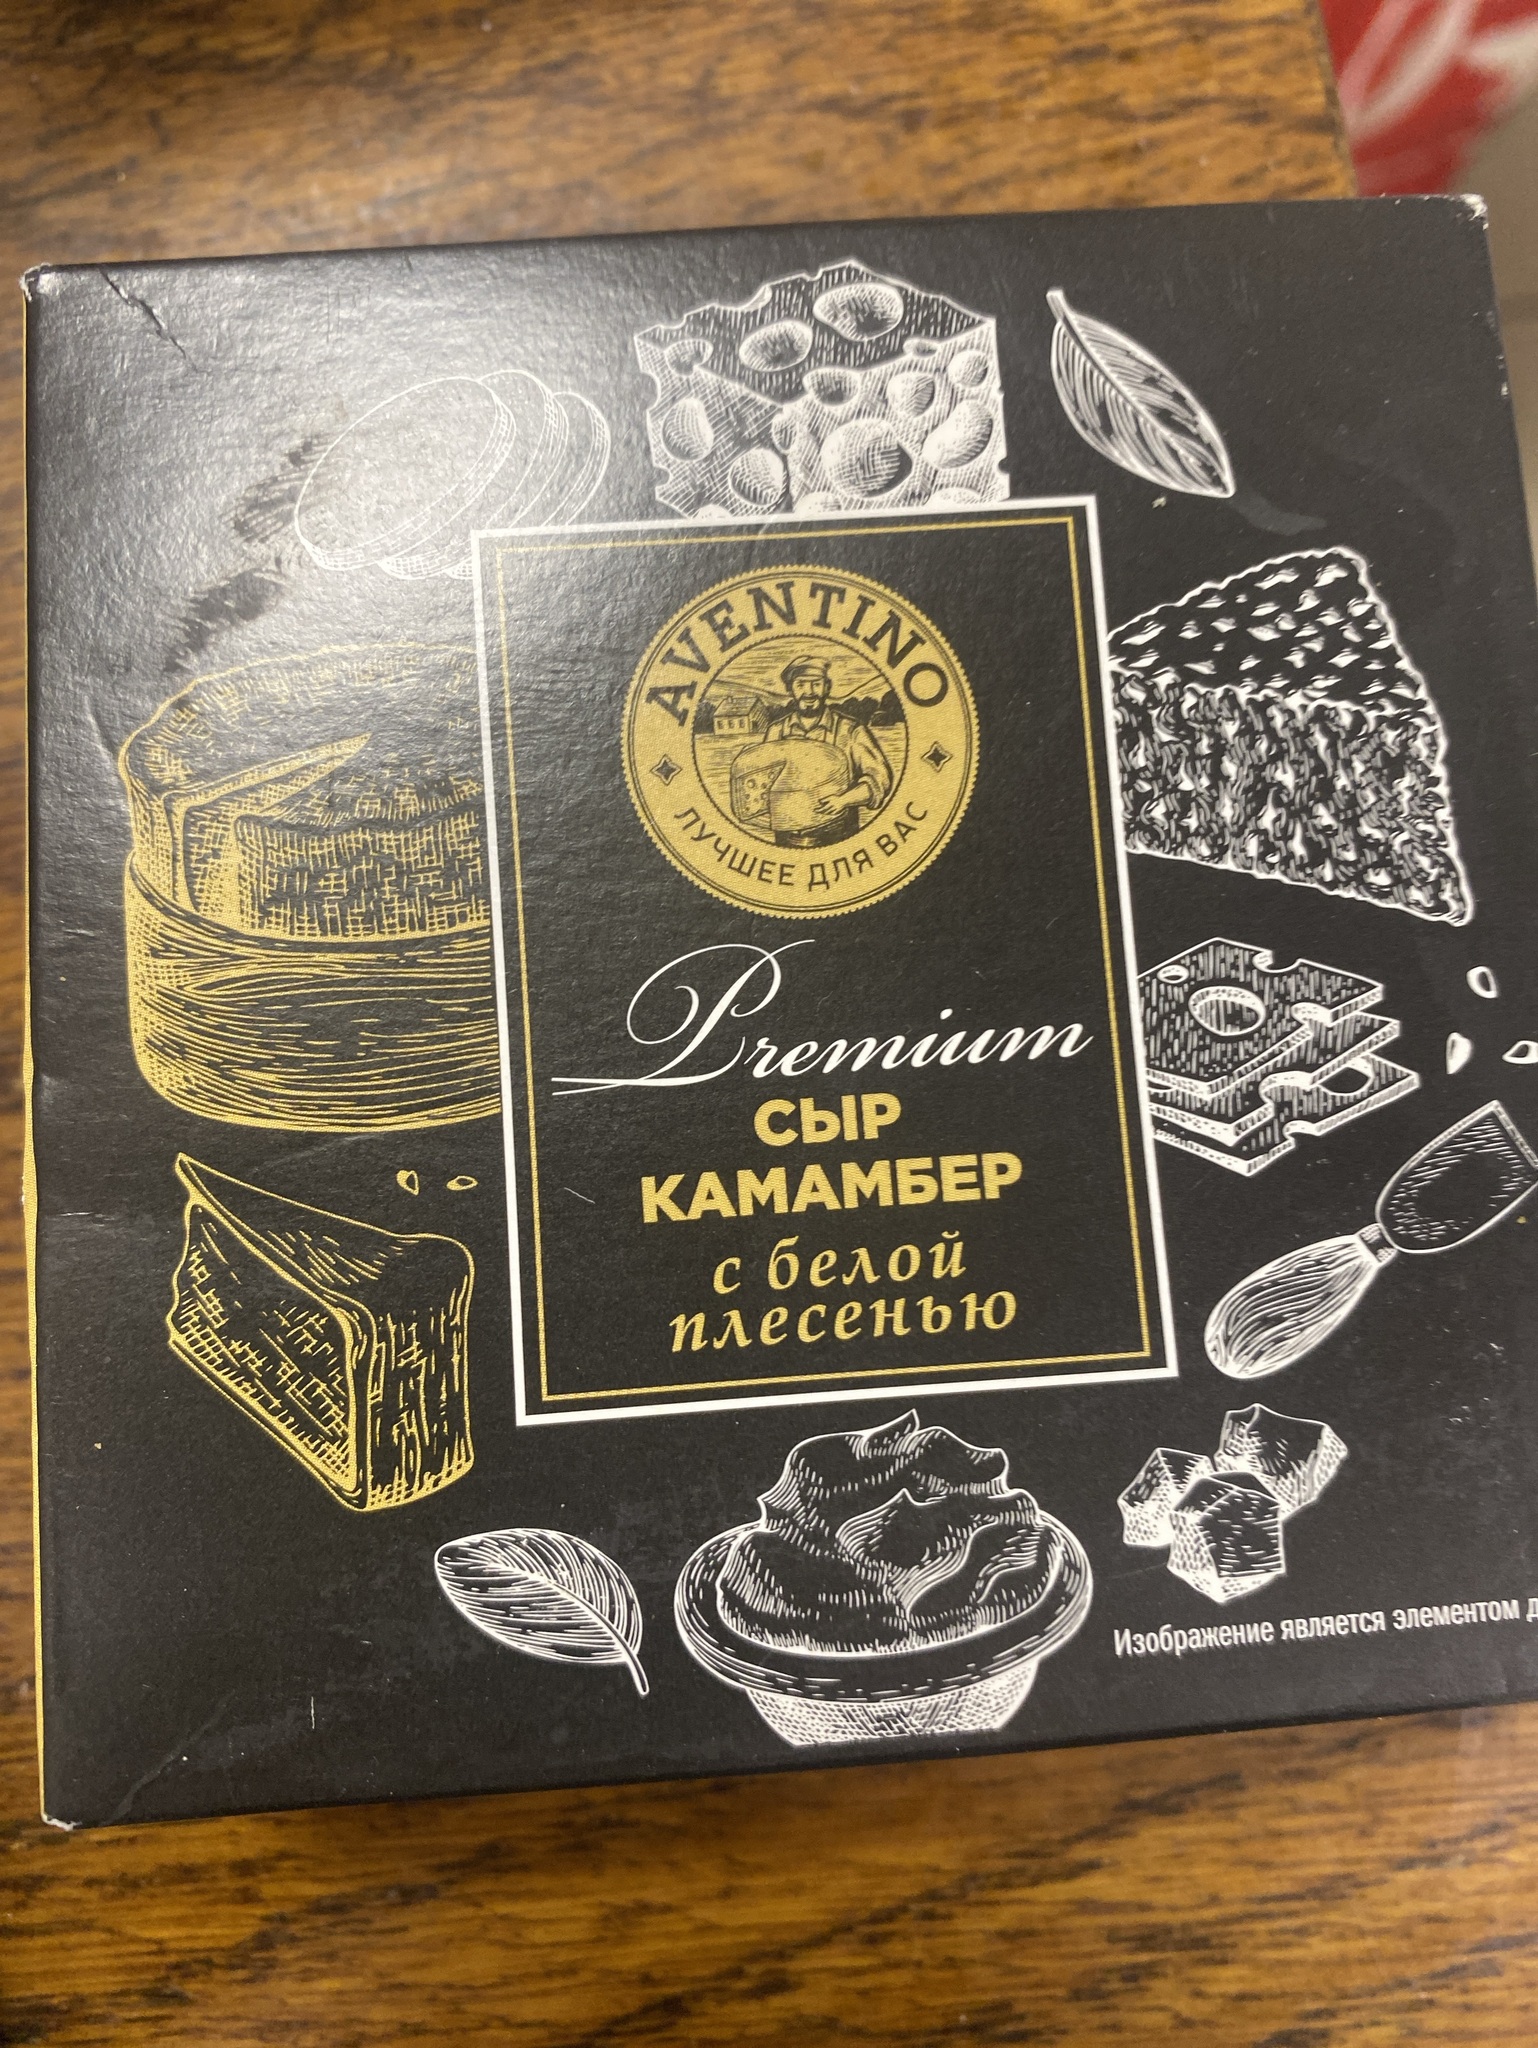 AVENTINO
ЛУЧШЕЕ ДЛЯ ВАС
Premium
СЫР
КАМАМБЕР
с белой
плесенью
Изображение является элементом д